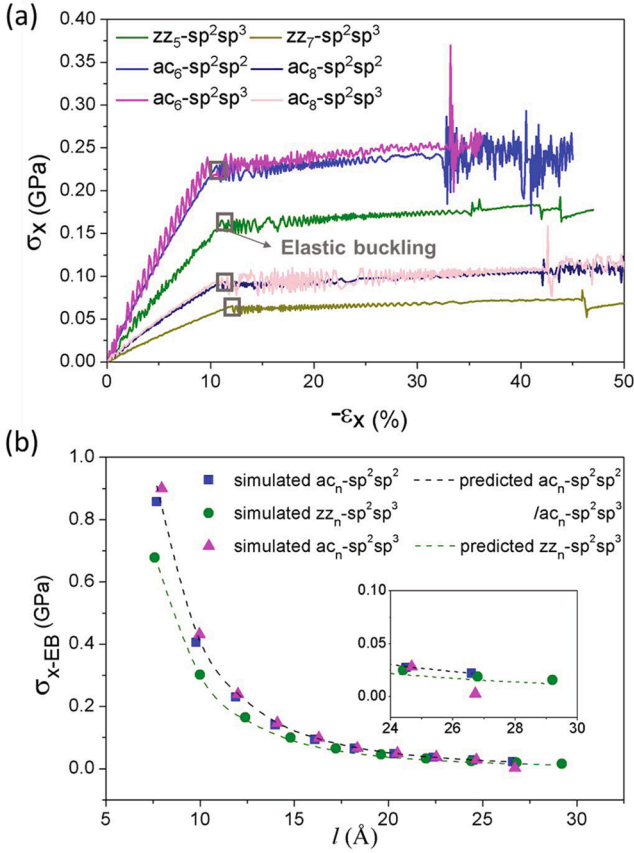 (a)
0.40
0.35
0.30
0.25
0.20
0.15
0.10
0.05
0.00
σx (GPa)
zz5-sp2sp3 zz7-sp2sp3
ac6-sp2sp2 ac8-sp2sp2
ac6-sp2sp3 ac8-sp2sp3
Elastic buckling
0 10 20 30 40 50
-εx (%)
(b)
1.0
0.8
0.6
0.4
0.2
0.0
σx-EB (GPa)
simulated acn-sp2sp2 predicted acn-sp2sp2
simulated zzn-sp2sp3 /acn-sp2sp3
simulated acn-sp2sp3 predicted zzn-sp2sp3
0.10
0.05
0.00
24 26 28 30
5 10 15 20 25 30
l (Å)